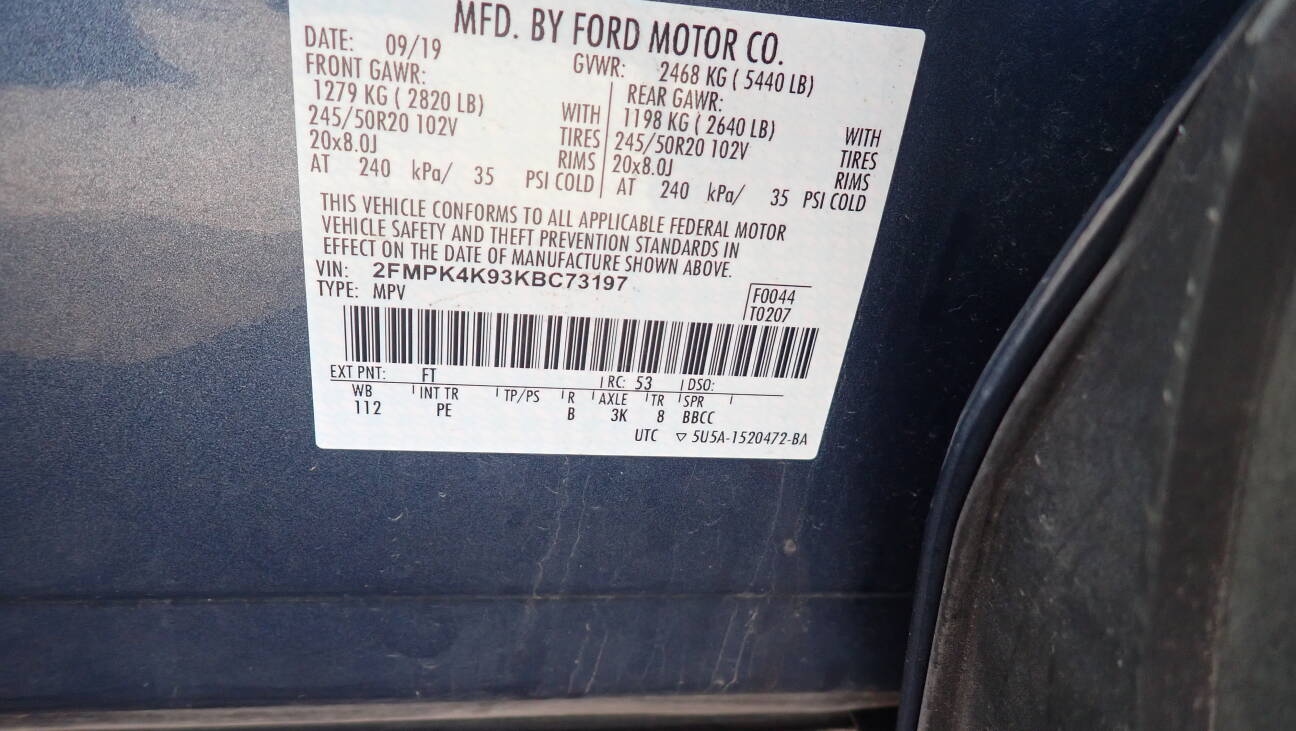 MFD. BY FORD MOTOR CO.
DATE: 09/19 GVWR: 2468 KG ( 5440 LB)
FRONT GAWR: REAR GAWR:
1279 KG ( 2820 LB) WITH 1198 KG ( 2640 LB) WITH
245/50R20 102V TIRES 245/50R20 102V TIRES
20x8.0J RIMS 20x8.0J RIMS
AT 240 kPa/ 35 PSI COLD AT 240 kPa/ 35 PSI COLD
THIS VEHICLE CONFORMS TO ALL APPLICABLE FEDERAL MOTOR
VEHICLE SAFETY AND THEFT PREVENTION STANDARDS IN
EFFECT ON THE DATE OF MANUFACTURE SHOWN ABOVE.
VIN: 2FMPK4K93KBC73197
TYPE: MPV
F0044
T0207
EXT PNT: FT RC: 53 DSO:
WB INT TR TP/PS R AXLE TR SPR
112 PE B 3K 8 BBCC
UTC ▽ 5U5A-1520472-BA